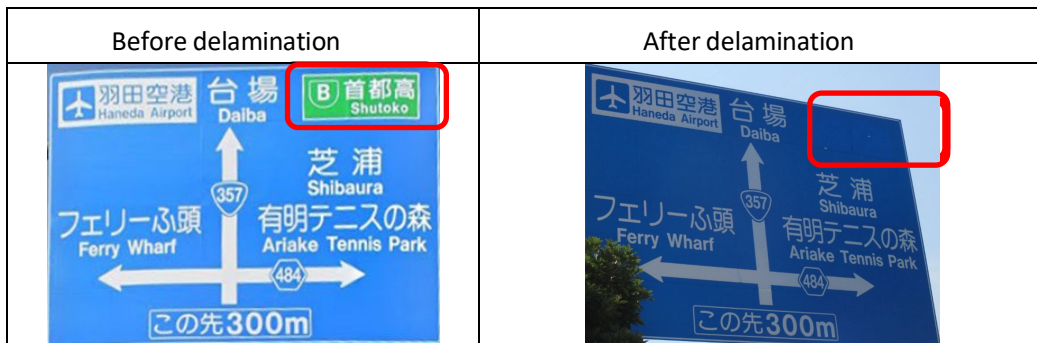 Before delamination
After delamination
羽田空港
Haneda Airport
台場
Daiba
B 首都高
Shutoko
357
芝浦
Shibaura
フェリーふ頭
Ferry Wharf
有明テニスの森
Ariake Tennis Park
484
この先300m
羽田空港
Haneda Airport
台場
Daiba
357
芝浦
Shibaura
フェリーふ頭
Ferry Wharf
有明テニスの森
Ariake Tennis Park
484
この先300m